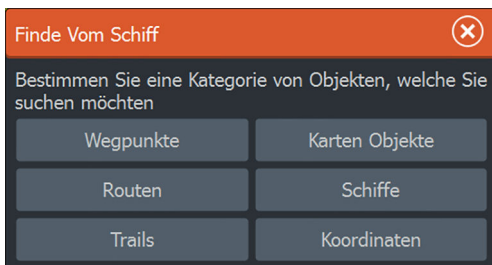 Finde Vom Schiff
Bestimmen Sie eine Kategorie von Objekten, welche Sie
suchen möchten
Wegpunkte Karten Objekte
Routen Schiffe
Trails Koordinaten